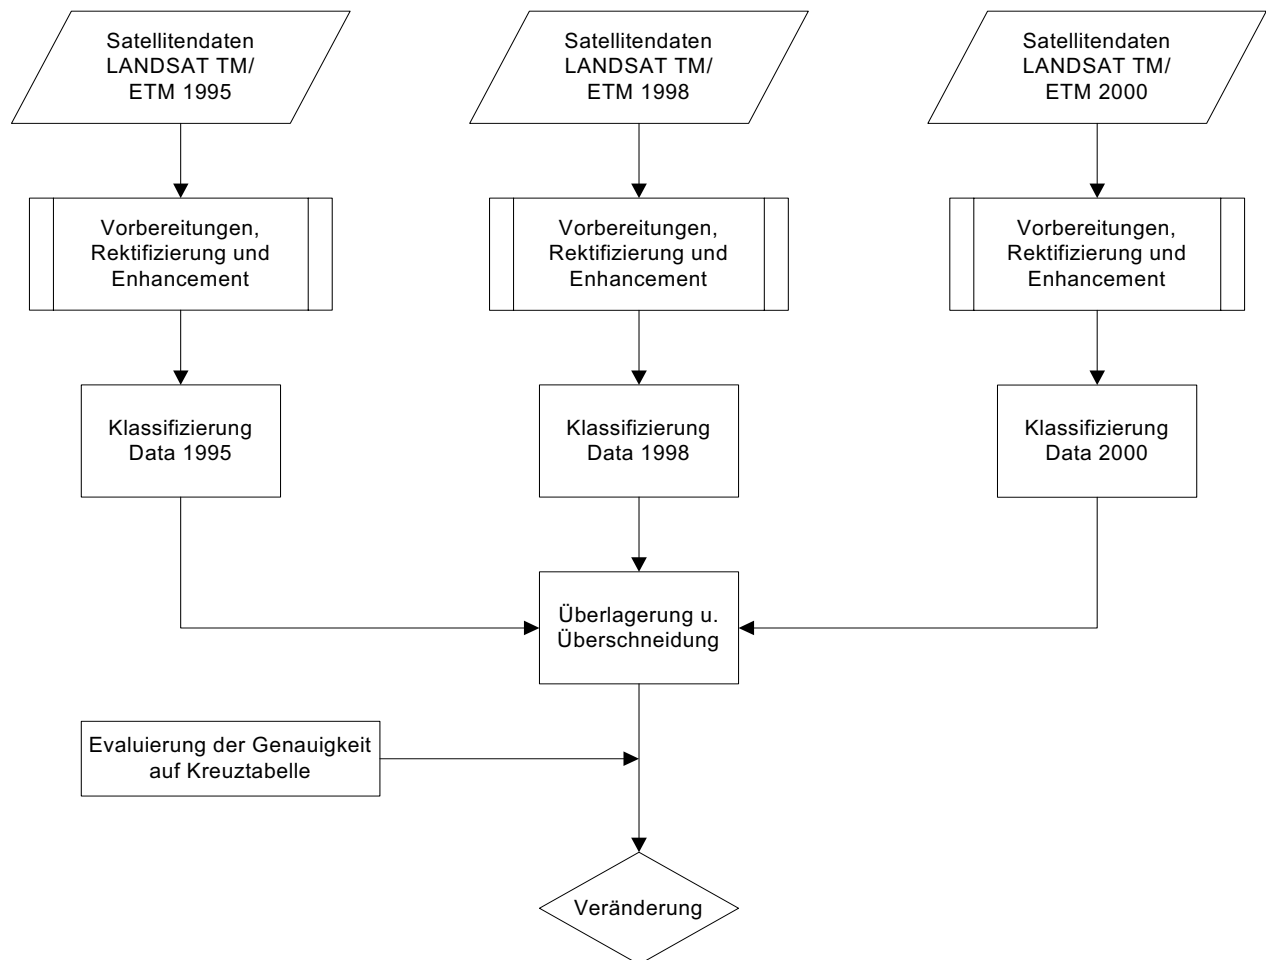 Satellitendaten
LANDSAT TM/
ETM 1995
Satellitendaten
LANDSAT TM/
ETM 1998
Satellitendaten
LANDSAT TM/
ETM 2000
Vorbereitungen,
Rektifizierung und
Enhancement
Vorbereitungen,
Rektifizierung und
Enhancement
Vorbereitungen,
Rektifizierung und
Enhancement
Klassifizierung
Data 1995
Klassifizierung
Data 1998
Klassifizierung
Data 2000
Überlagerung u.
Überschneidung
Evaluierung der Genauigkeit
auf Kreuztabelle
Veränderung